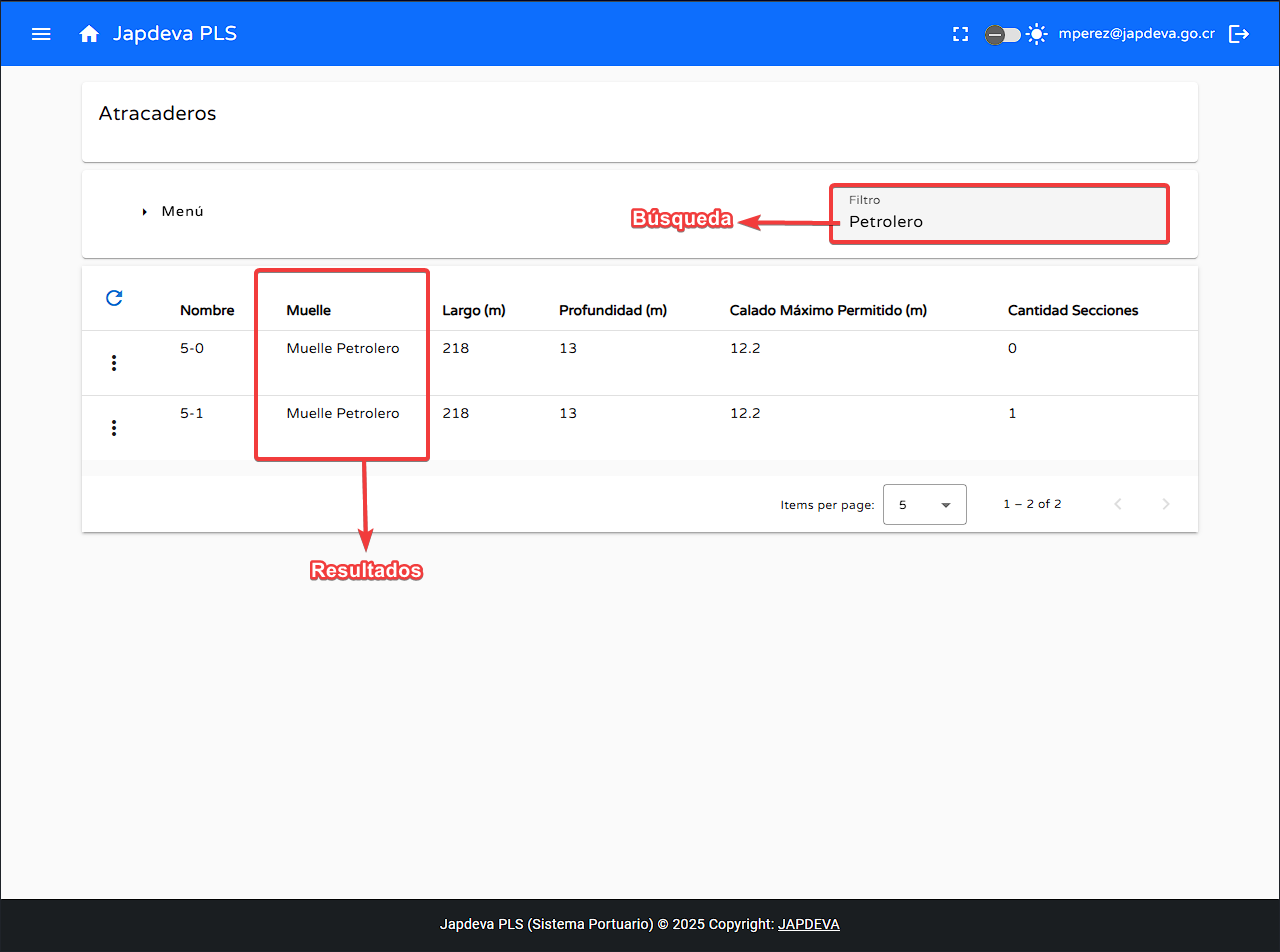 Japdeva PLS
mperez@japdeva.go.cr
Atracaderos
Menú
Búsqueda
Filtro
Petrolero
Nombre Muelle Largo (m) Profundidad (m) Calado Máximo Permitido (m) Cantidad Secciones
5-0 Muelle Petrolero 218 13 12.2 0
5-1 Muelle Petrolero 218 13 12.2 1
Items per page: 5 1 – 2 of 2
Resultados
Japdeva PLS (Sistema Portuario) © 2025 Copyright: JAPDEVA